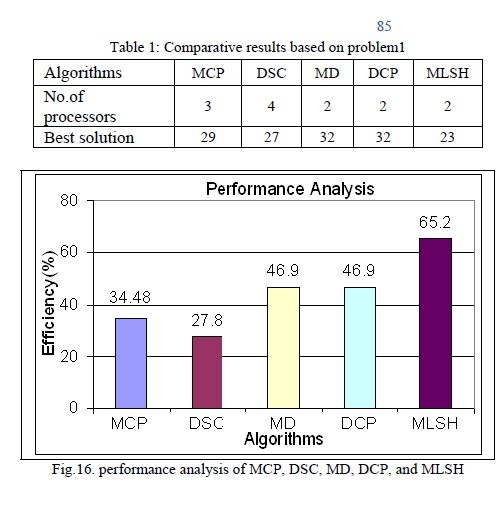 85
Table 1: Comparative results based on problem1
Algorithms MCP DSC MD DCP MLSH
No.of
processors 3 4 2 2 2
Best solution 29 27 32 32 23
Performance Analysis
80
60
40
20
0
Efficiency(%)
34.48
27.8
46.9
46.9
65.2
MCP DSC MD DCP MLSH
Algorithms
Fig.16. performance analysis of MCP, DSC, MD, DCP, and MLSH